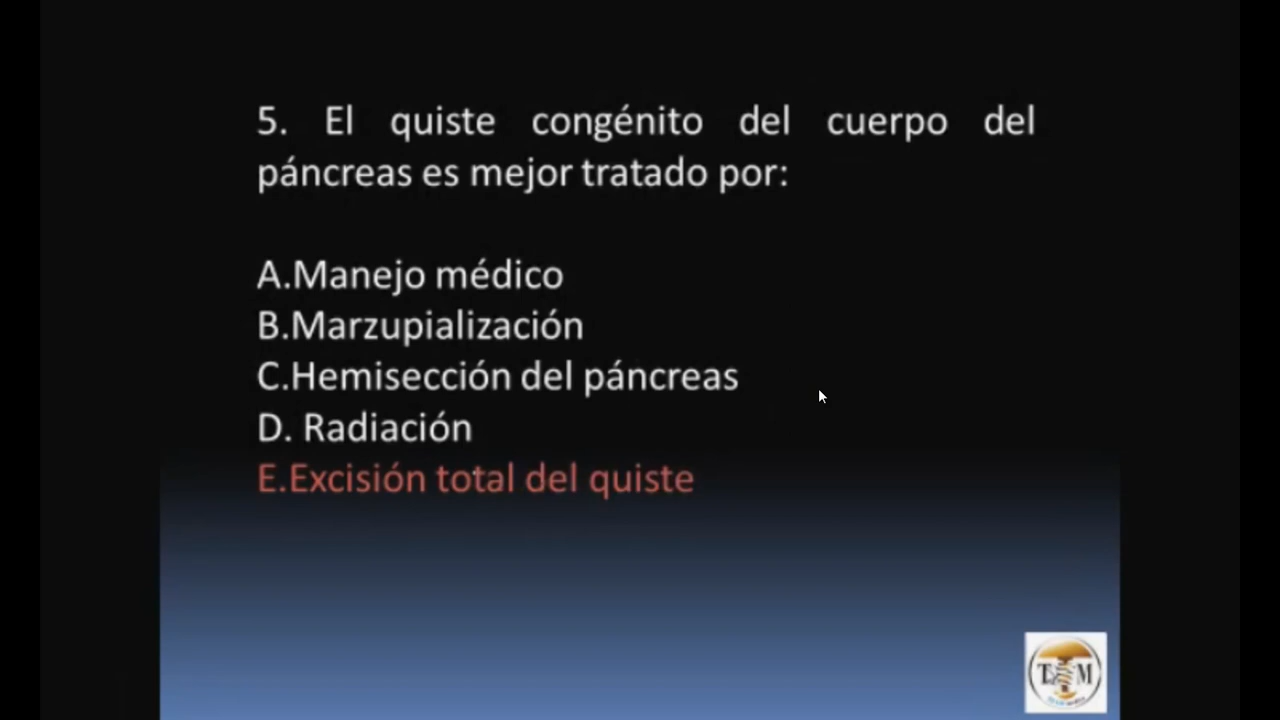 5. El quiste congénito del cuerpo del
páncreas es mejor tratado por:
A.Manejo médico
B.Marzupialización
C.Hemisección del páncreas
D. Radiación
E.Excisión total del quiste
T M